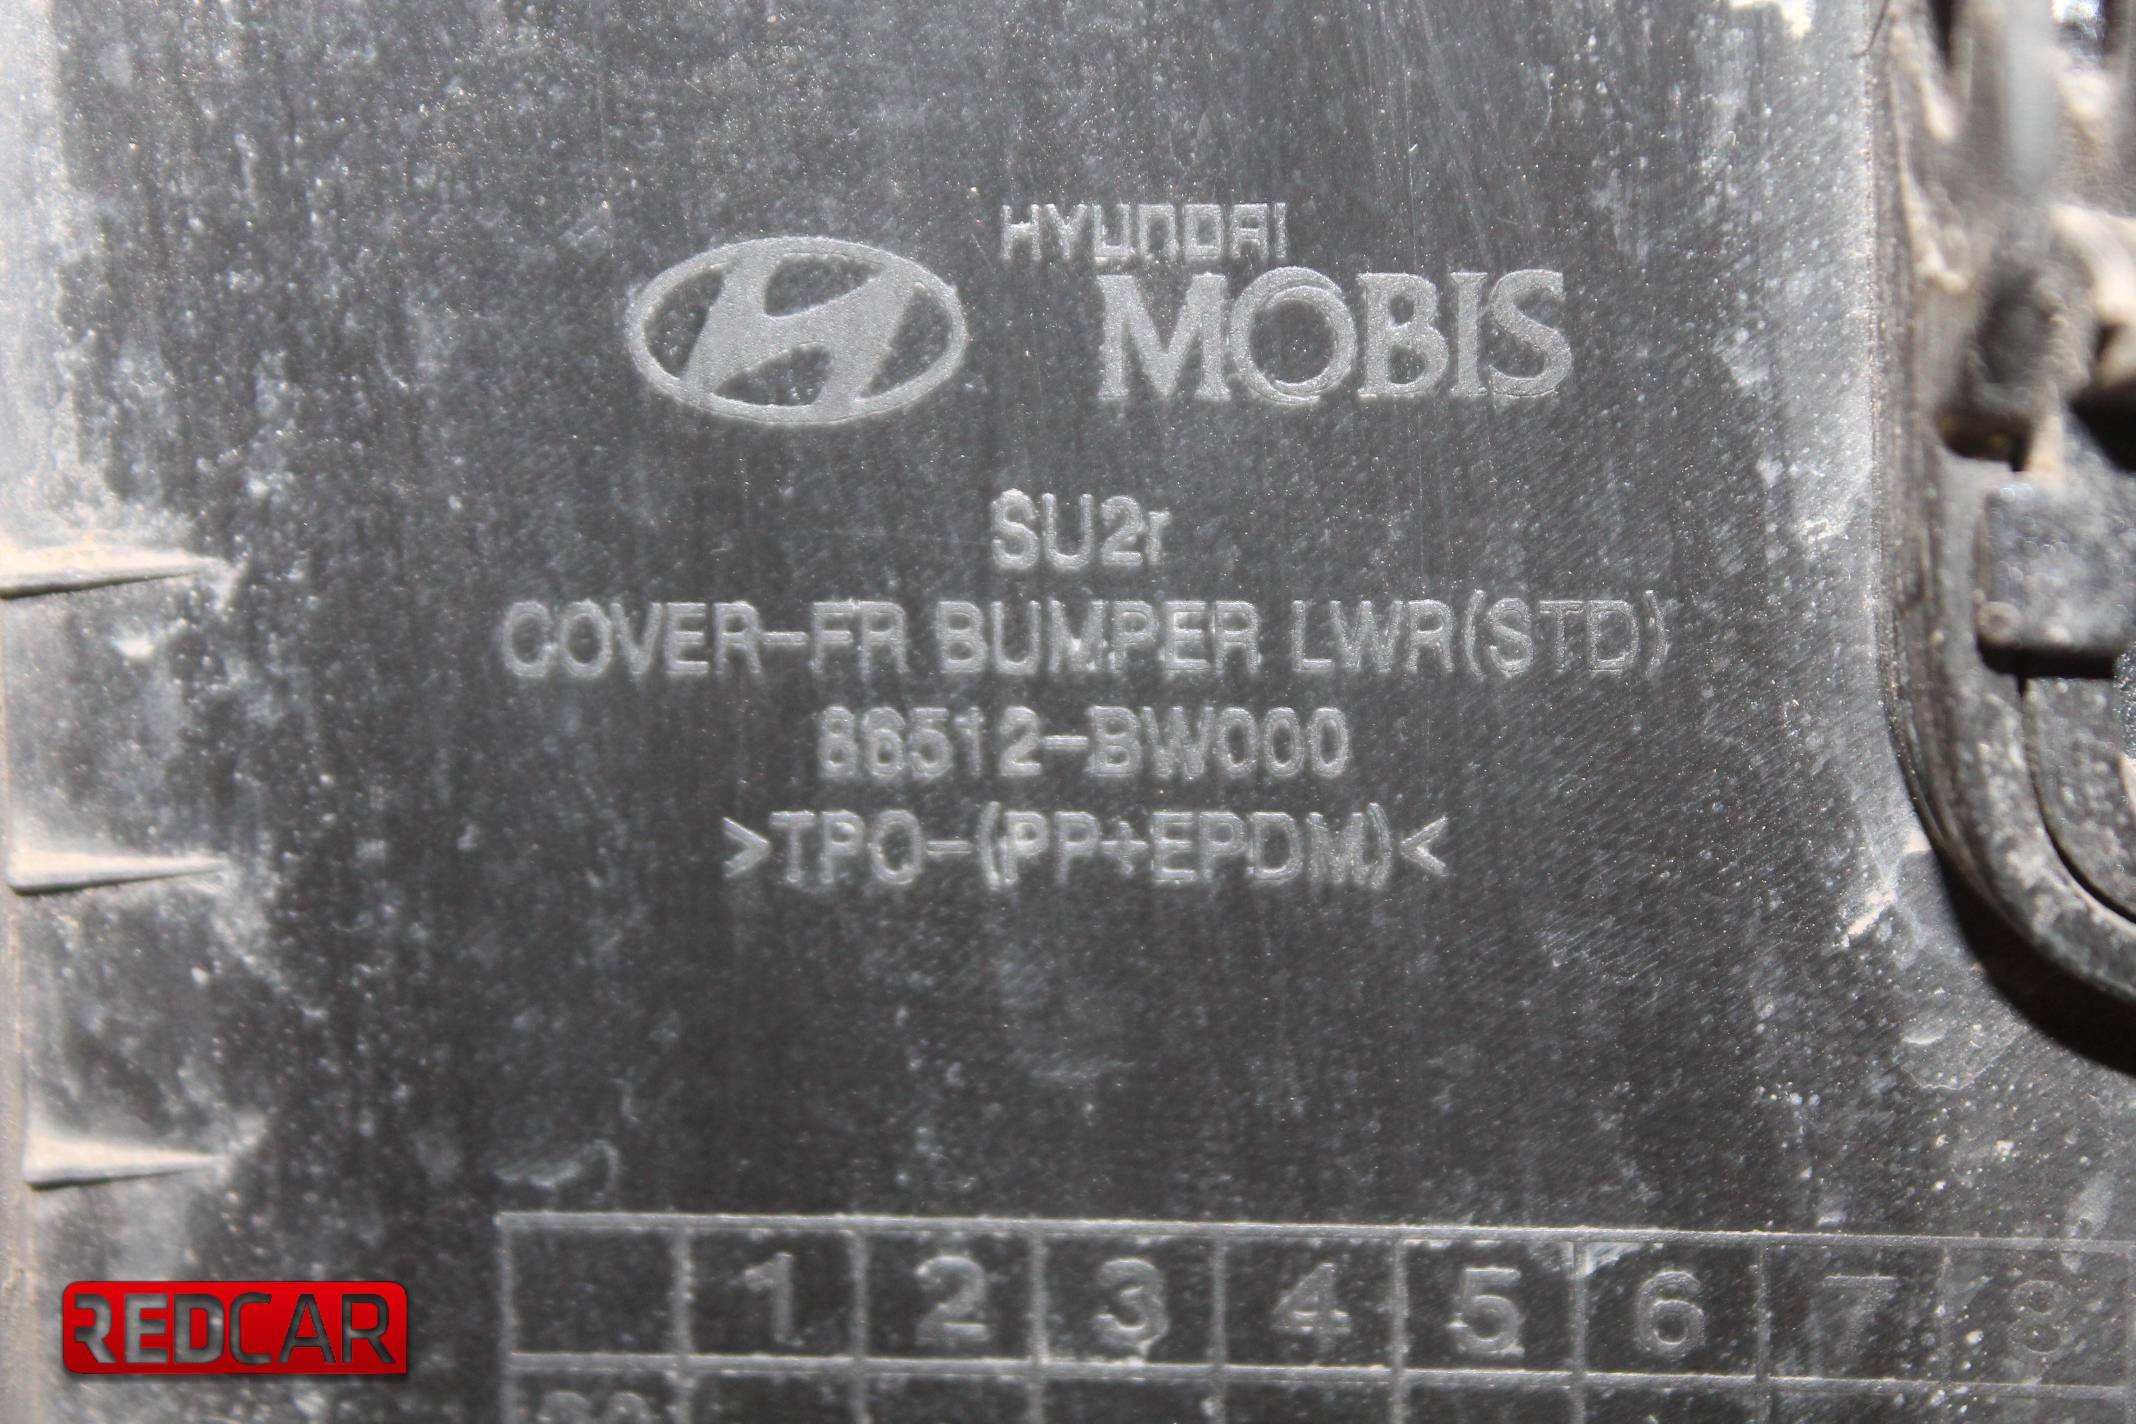 HYUNDAI
MOBIS
SU2r
COVER-FR BUMPER LWR(STD)
86512-BW000
>TPO-(PP+EPDM)<
1 2 3 4 5 6 7 8
REDCAR